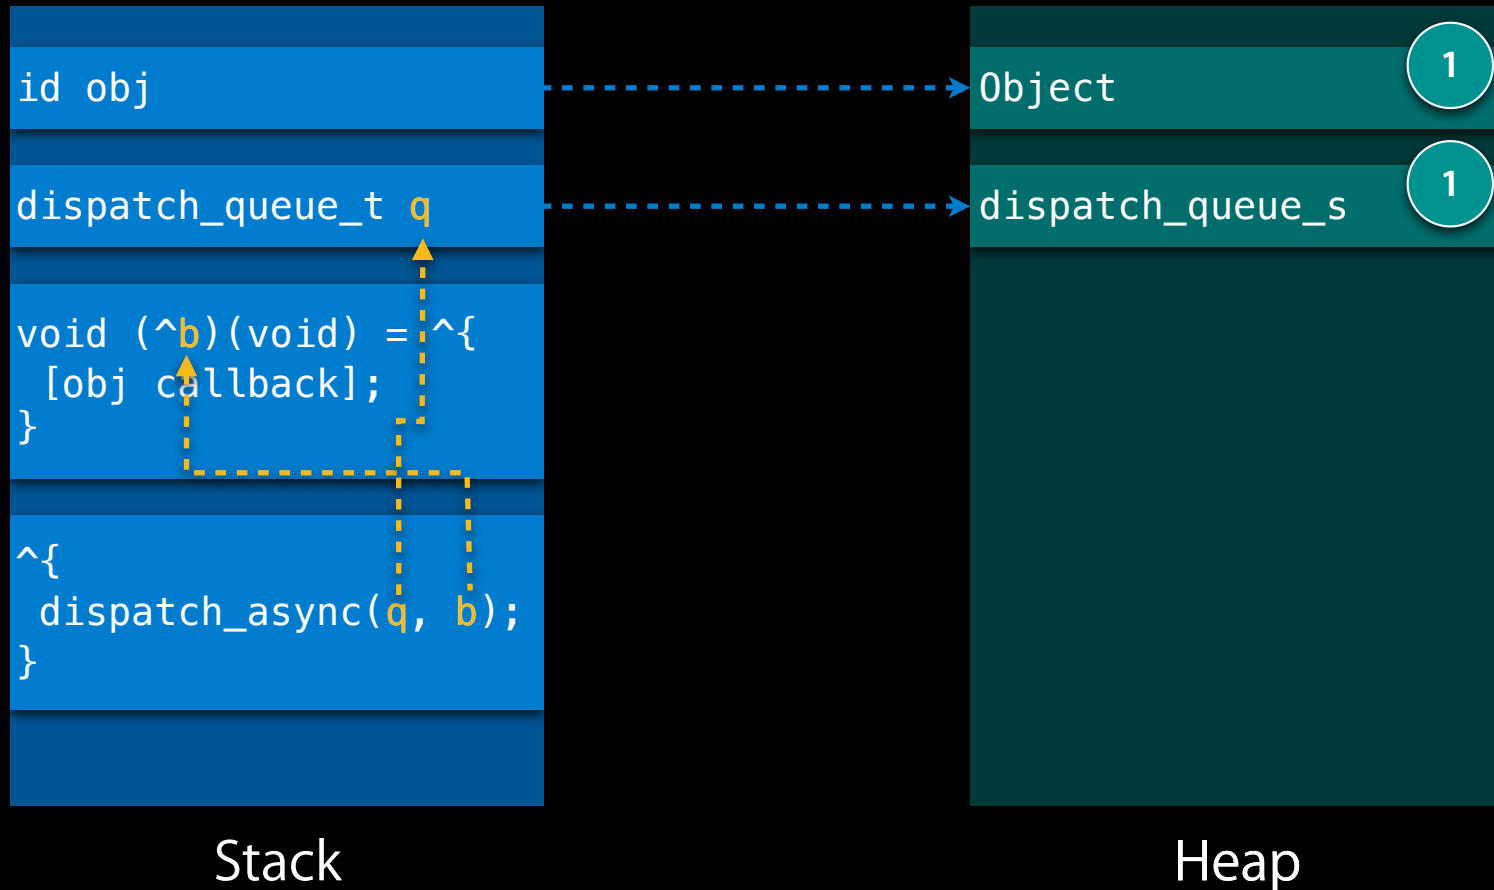 id obj
Object
1
dispatch_queue_t q
dispatch_queue_s
1
void (^b)(void) = ^{
[obj callback];
}
^{
dispatch_async(q, b);
}
Stack
Heap